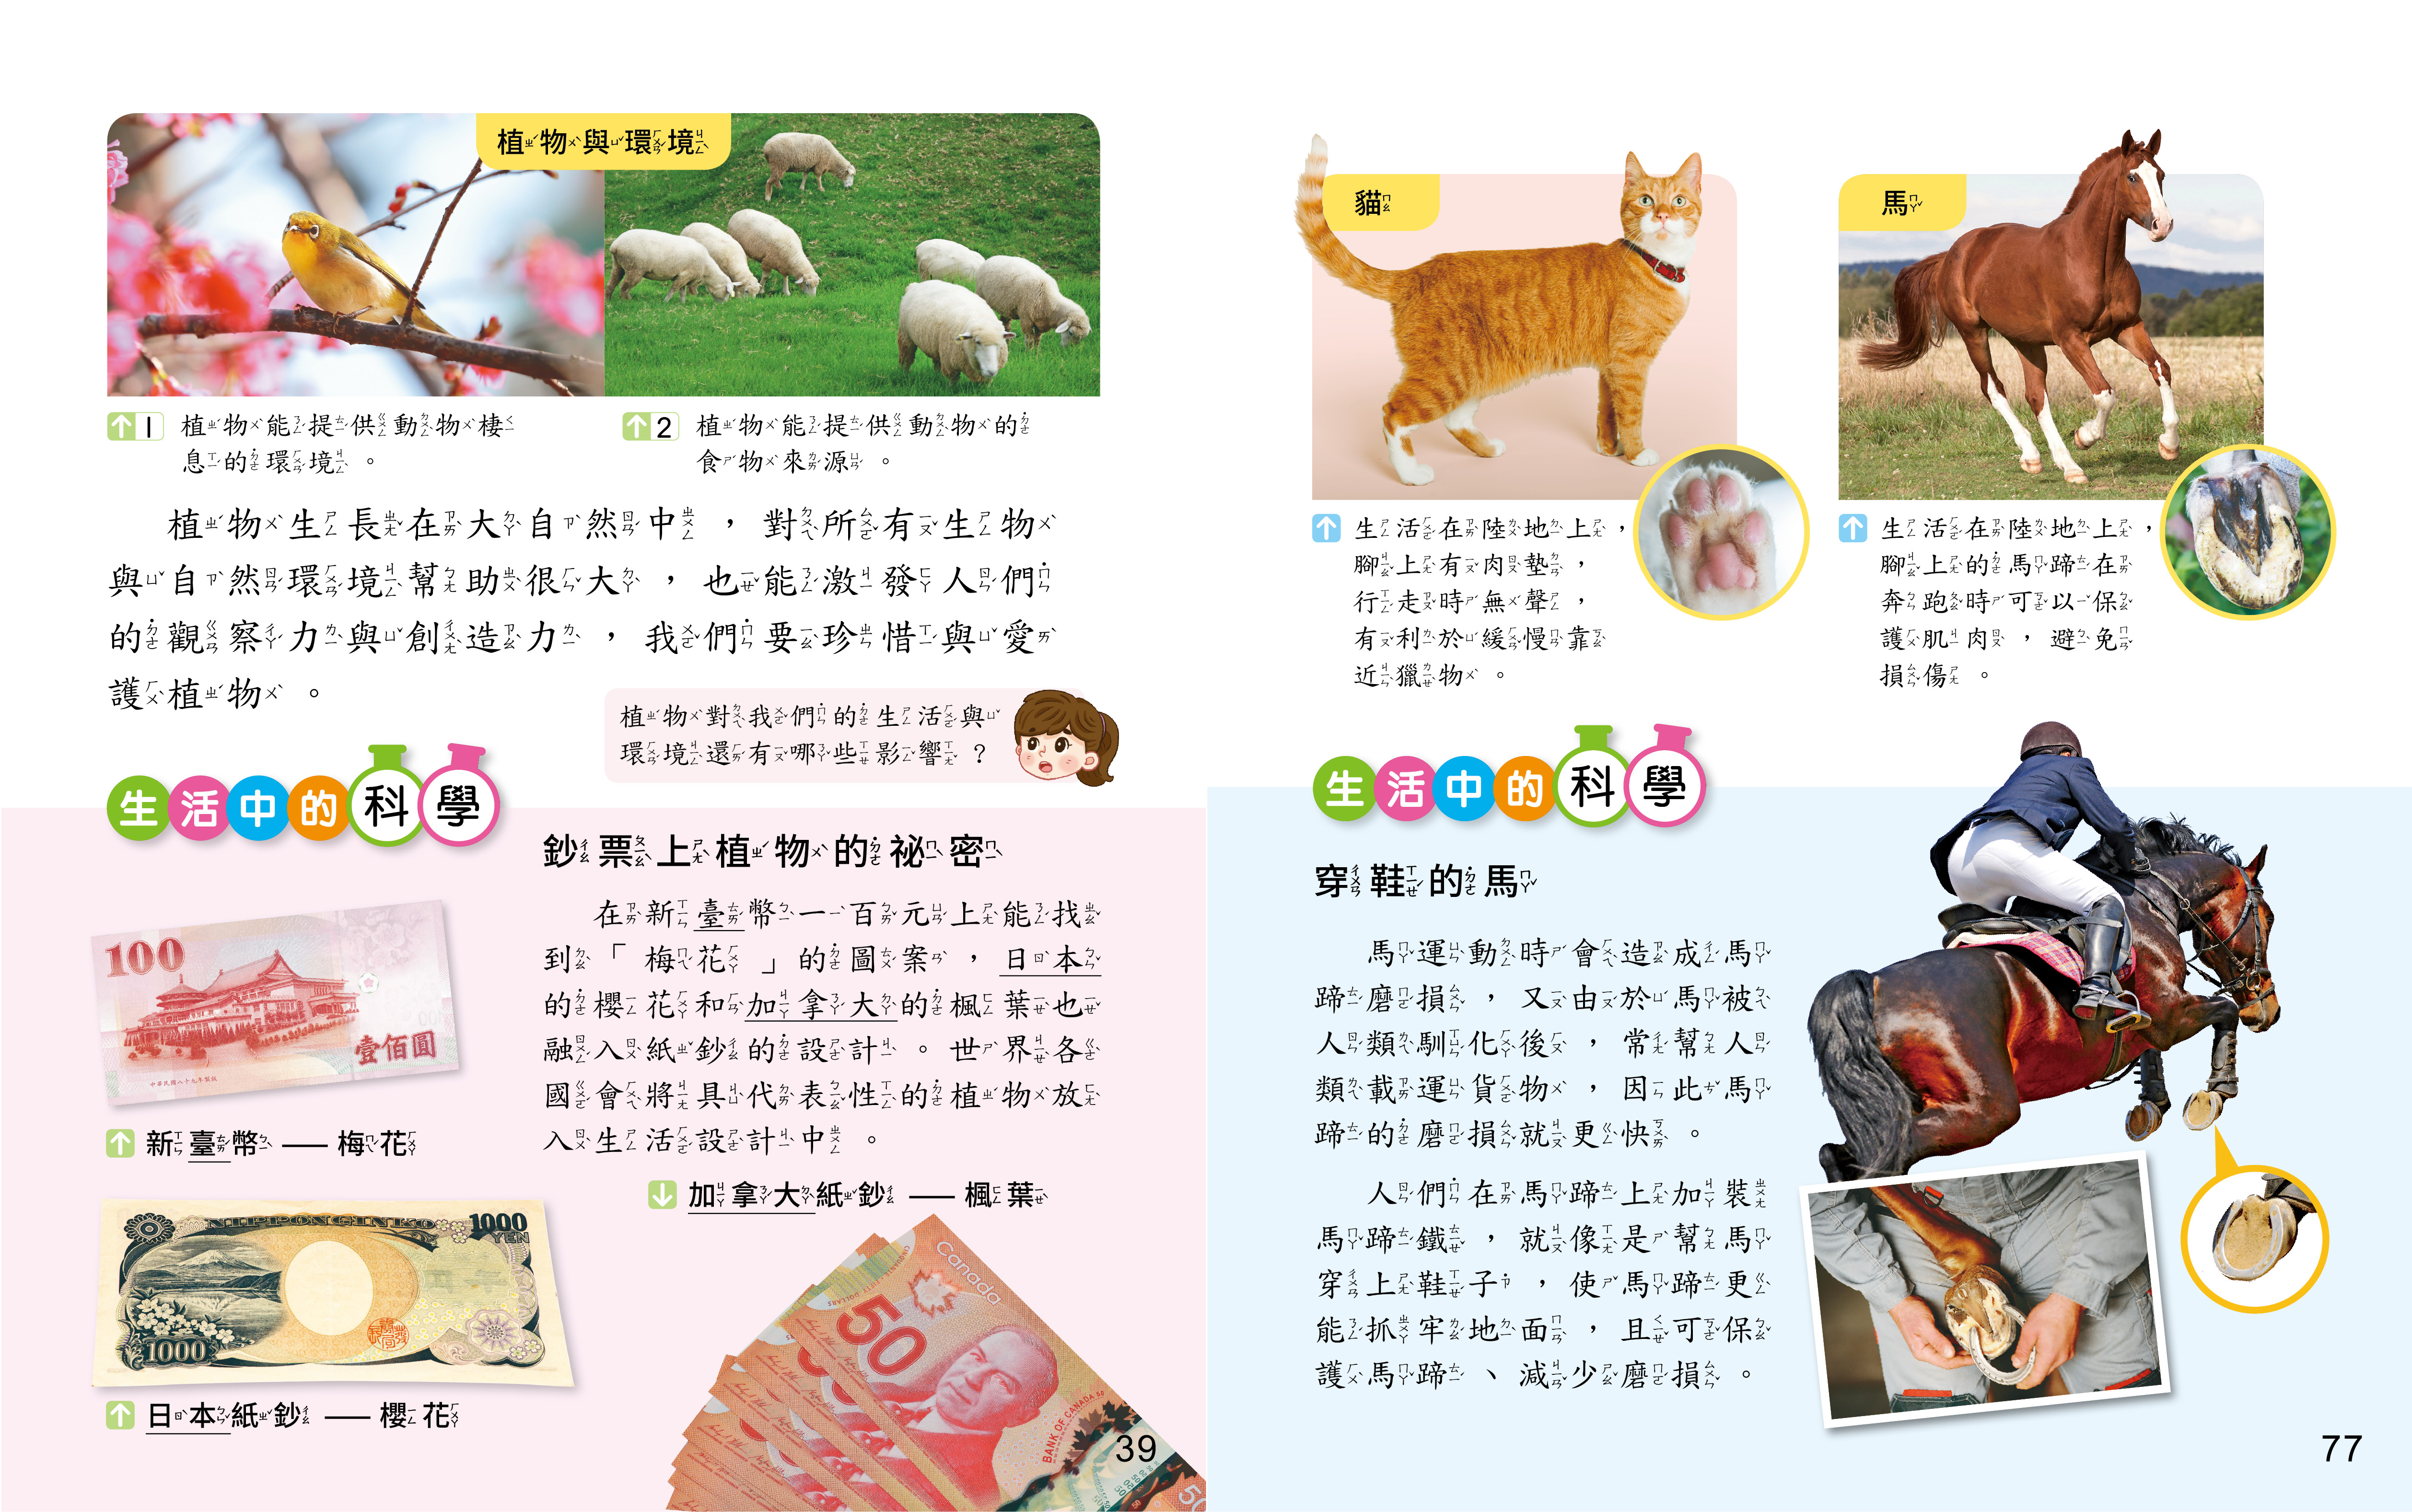 植物與環境
1 植物能提供動物棲
息的環境。
2 植物能提供動物的
食物來源。
植物生長在大自然中，對所有生物
與自然環境幫助很大，也能激發人們
的觀察力與創造力，我們要珍惜與愛
護植物。
植物對我們的生活與
環境還有哪些影響？
生活中的科學
鈔票上植物的祕密
在新臺幣一百元上能找
到「梅花」的圖案，日本
的櫻花和加拿大的楓葉也
融入紙鈔的設計。世界各
國會將具代表性的植物放
入生活設計中。
100
壹佰圓
中華民國八十九年製版
新臺幣——梅花
NIPPON GINKO
1000
YEN
1000
日本紙鈔——櫻花
加拿大紙鈔——楓葉
Canada
50
BANK OF CANADA
39
貓
生活在陸地上，
腳上有肉墊，
行走時無聲，
有利於緩慢靠
近獵物。
馬
生活在陸地上，
腳上的馬蹄在
奔跑時可以保
護肌肉，避免
損傷。
生活中的科學
穿鞋的馬
馬運動時會造成馬
蹄磨損，又由於馬被
人類馴化後，常幫人
類載運貨物，因此馬
蹄的磨損就更快。
人們在馬蹄上加裝
馬蹄鐵，就像是幫馬
穿上鞋子，使馬蹄更
能抓牢地面，且可保
護馬蹄、減少磨損。
77